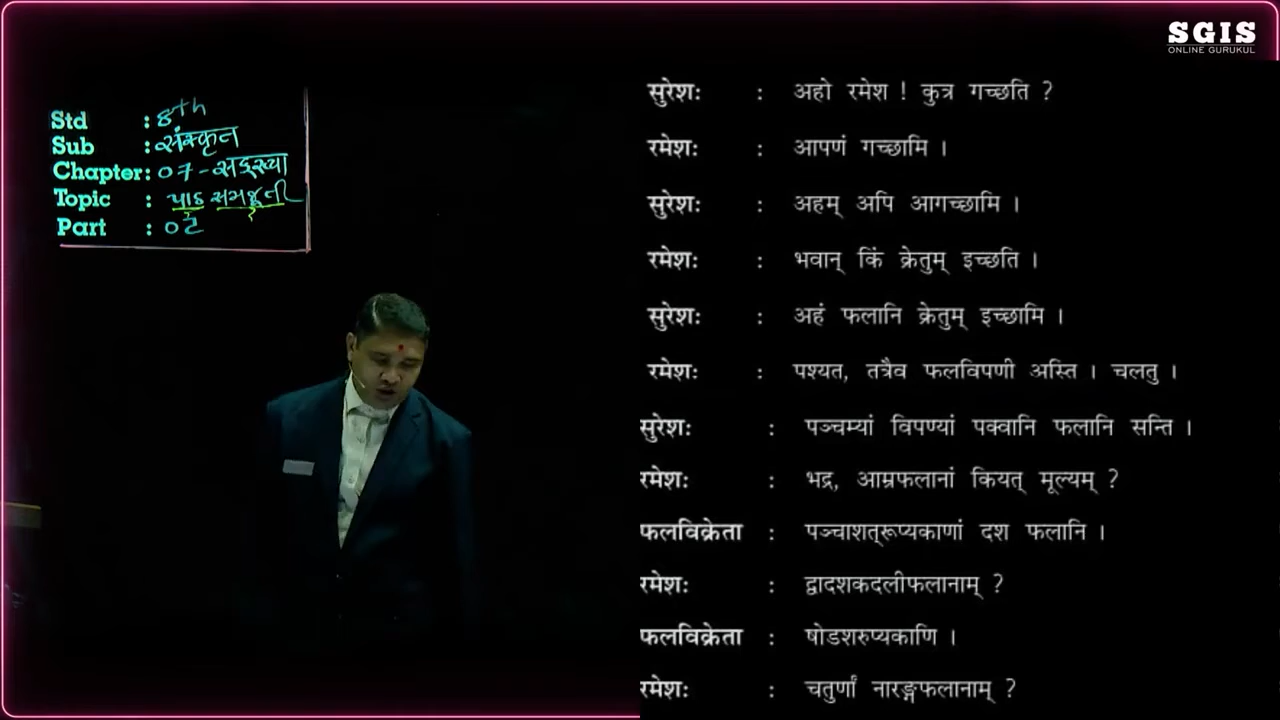 SGIS
ONLINE GURUKUL
Std : 8th
Sub : संस्कृत
Chapter : 07 - सङ्ख्या
Topic : પાઠ સમજૂતી
Part :
सुरेशः : अहो रमेश ! कुत्र गच्छति ?
रमेशः : आपणं गच्छामि ।
सुरेशः : अहम् अपि आगच्छामि ।
रमेशः : भवान् किं क्रेतुम् इच्छति ।
सुरेशः : अहं फलानि क्रेतुम् इच्छामि ।
रमेशः : पश्यत, तत्रैव फलविपणी अस्ति । चलतु ।
सुरेशः : पञ्चम्यां विपण्यां पक्वानि फलानि सन्ति ।
रमेशः : भद्र, आम्रफलानां कियत् मूल्यम् ?
फलविक्रेता : पञ्चाशत्‌रूप्यकाणां दश फलानि ।
रमेशः : द्वादशकदलीफलानाम् ?
फलविक्रेता : षोडशरुप्यकाणि ।
रमेशः : चतुर्णां नारङ्गफलानाम् ?